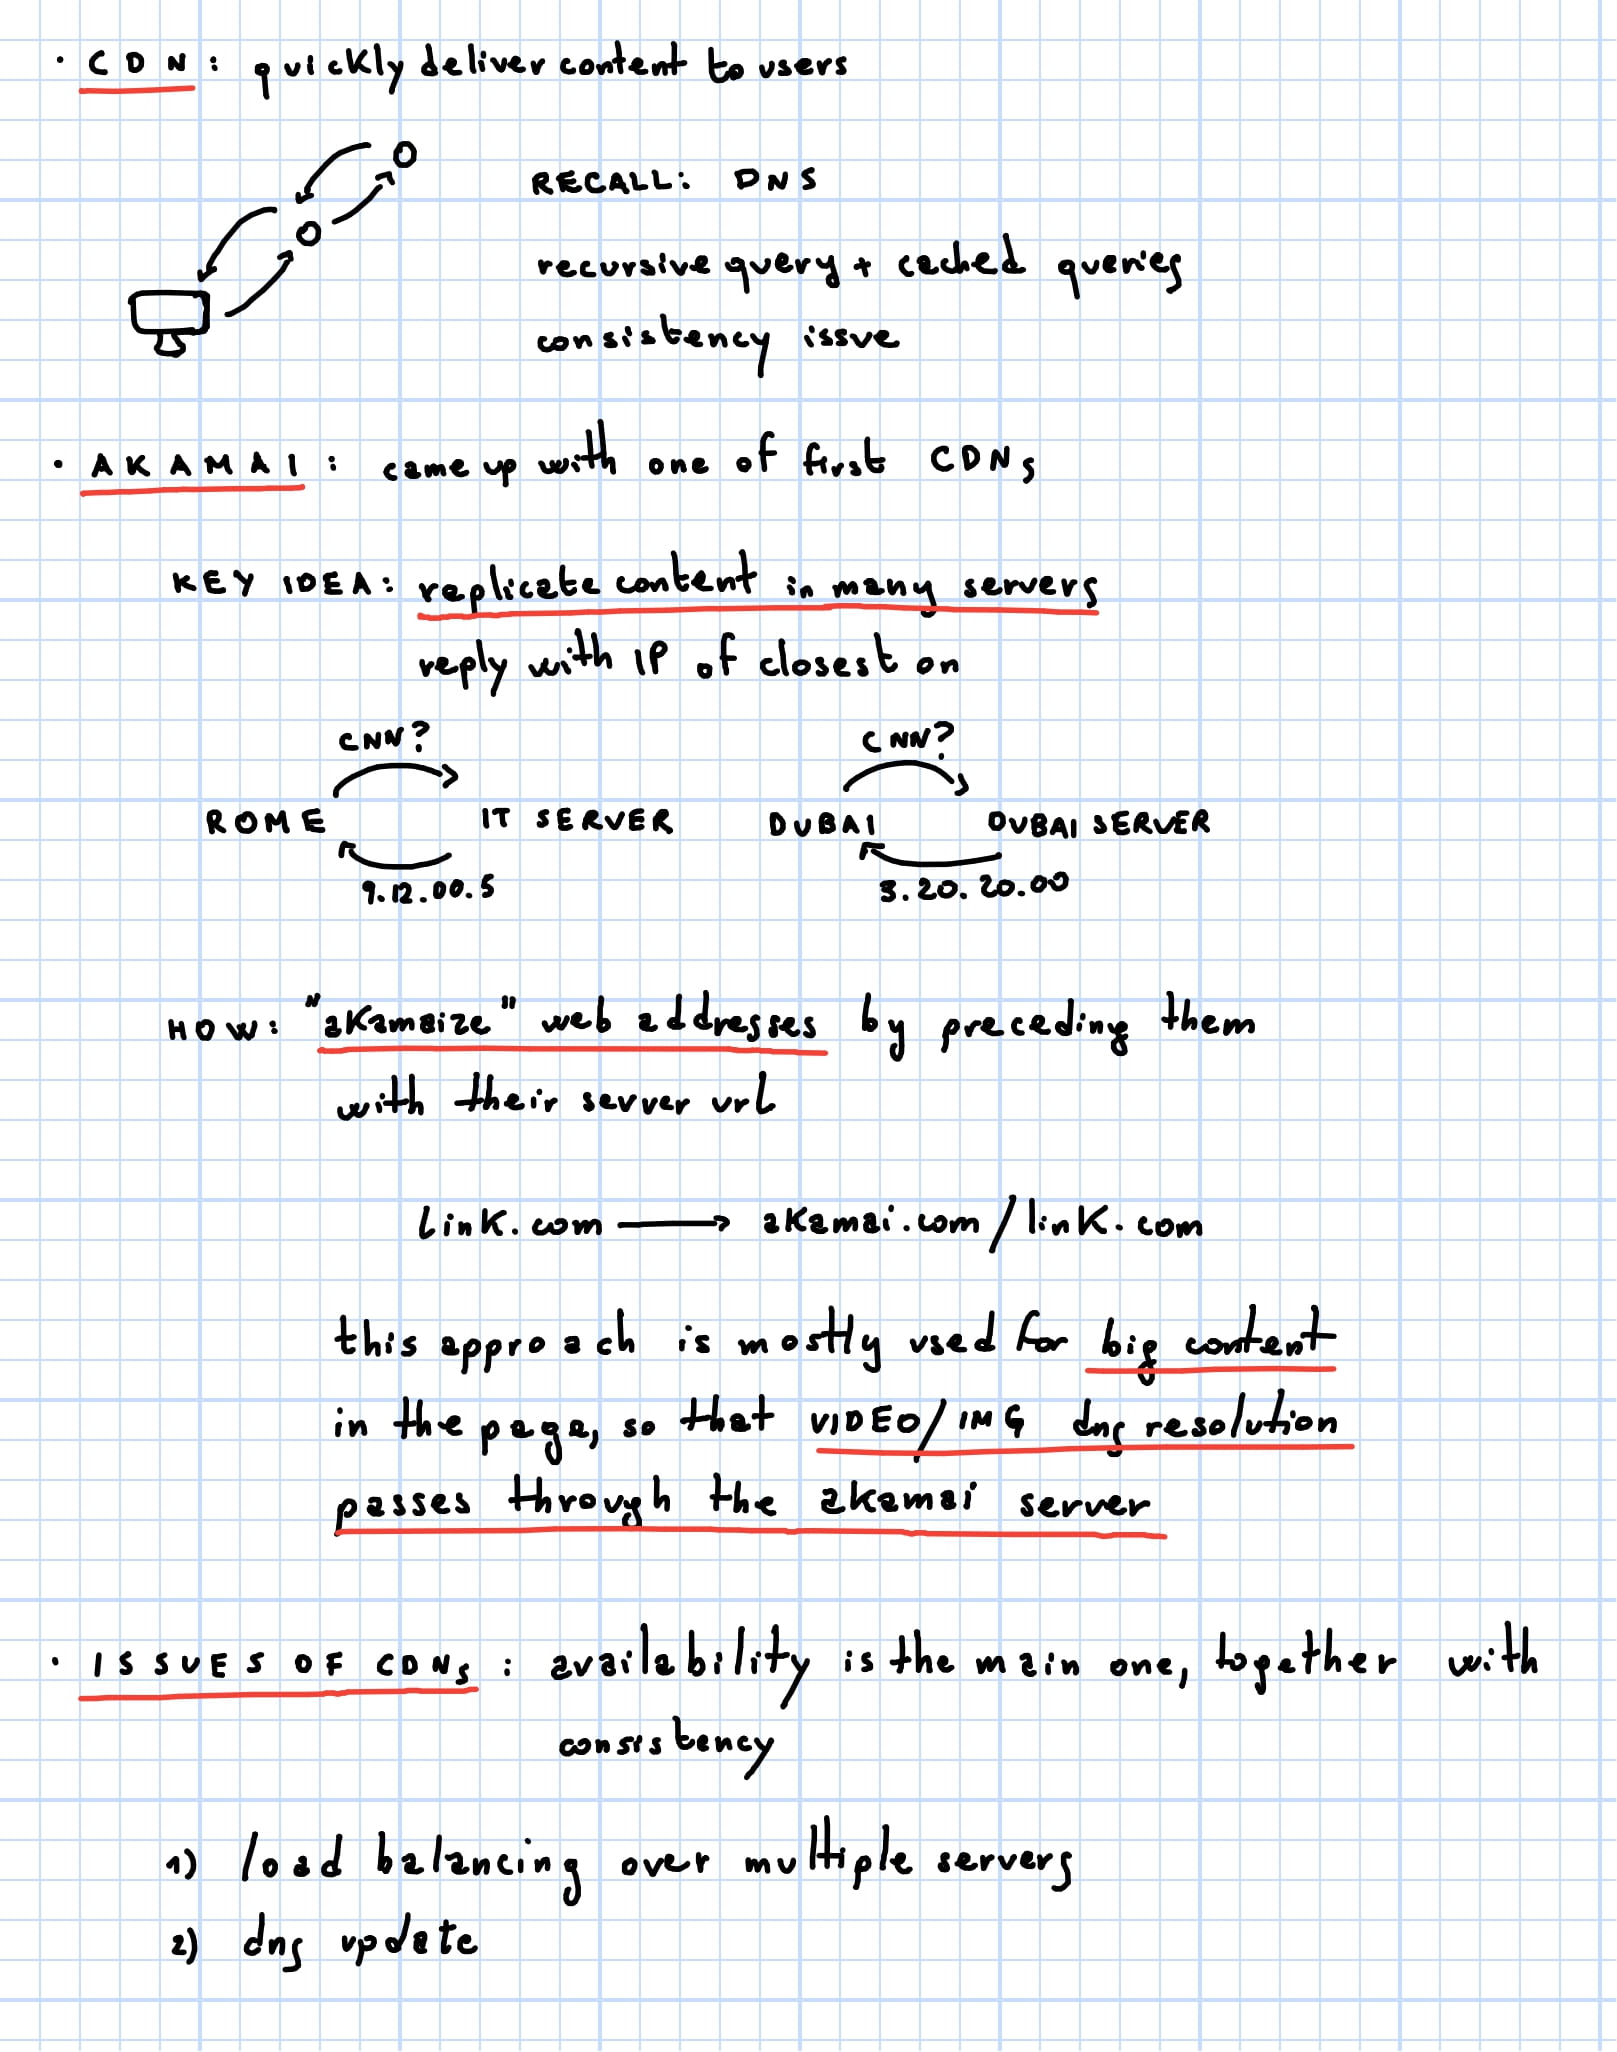 · CDN: quickly deliver content to users
RECALL: DNS
recursive query + cached queries
consistency issue
· AKAMAI: came up with one of first CDNs
KEY IDEA: replicate content in many servers
reply with IP of closest on
CNN? CNN?
ROME IT SERVER DUBAI DUBAI SERVER
9.12.00.5 3.20.20.00
HOW: "akamaize" web addresses by preceding them
with their server url
link.com → akamai.com/link.com
this approach is mostly used for big content
in the page, so that VIDEO/IMG dns resolution
passes through the akamai server
· ISSUES OF CDNs: availability is the main one, together with
consistency
1) load balancing over multiple servers
2) dns update